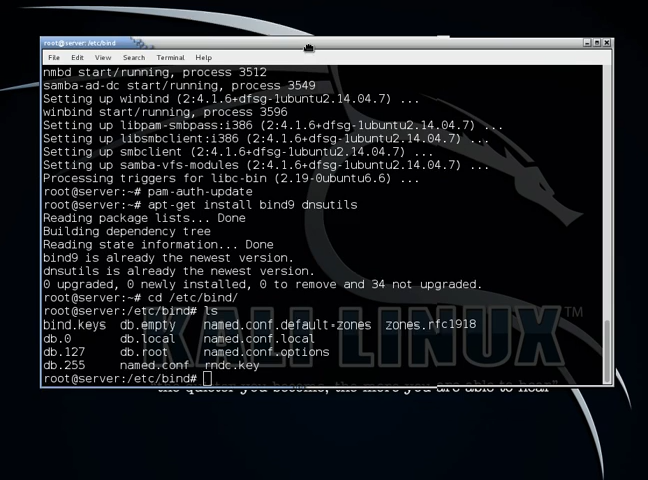 root@server: /etc/bind
File Edit View Search Terminal Help
nmbd start/running, process 3512
samba-ad-dc start/running, process 3549
Setting up winbind (2:4.1.6+dfsg-1ubuntu2.14.04.7) ...
winbind start/running, process 3596
Setting up libpam-smbpass:i386 (2:4.1.6+dfsg-1ubuntu2.14.04.7) ...
Setting up libsmbclient:i386 (2:4.1.6+dfsg-1ubuntu2.14.04.7) ...
Setting up smbclient (2:4.1.6+dfsg-1ubuntu2.14.04.7) ...
Setting up samba-vfs-modules (2:4.1.6+dfsg-1ubuntu2.14.04.7) ...
Processing triggers for libc-bin (2.19-0ubuntu6.6) ...
root@server:~# pam-auth-update
root@server:~# apt-get install bind9 dnsutils
Reading package lists... Done
Building dependency tree
Reading state information... Done
bind9 is already the newest version.
dnsutils is already the newest version.
0 upgraded, 0 newly installed, 0 to remove and 34 not upgraded.
root@server:~# cd /etc/bind/
root@server:/etc/bind# ls
bind.keys db.empty named.conf.default-zones zones.rfc1918
db.0 db.local named.conf.local
db.127 db.root named.conf.options
db.255 named.conf rndc.key
root@server:/etc/bind#
KALI LINUX™
the quieter you become, the more you are able to hear"